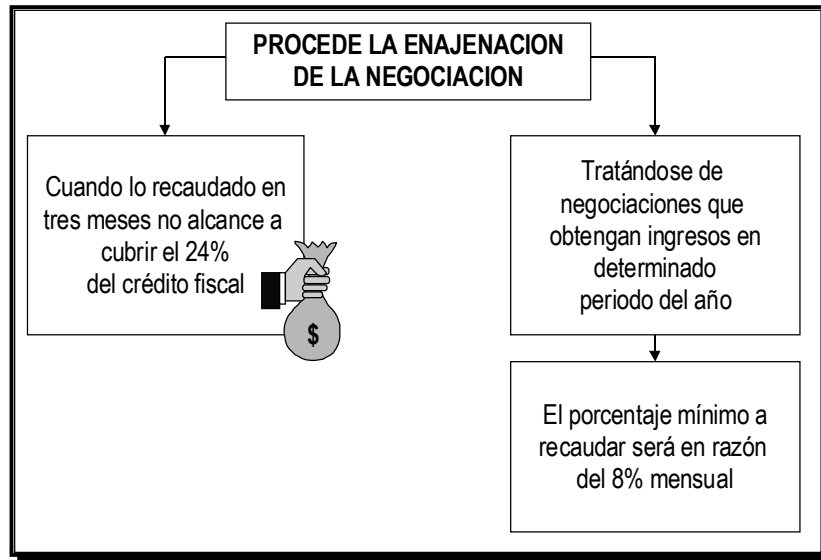 PROCEDE LA ENAJENACION
DE LA NEGOCIACION
Cuando lo recaudado en
tres meses no alcance a
cubrir el 24%
del crédito fiscal
$
Tratándose de
negociaciones que
obtengan ingresos en
determinado
periodo del año
El porcentaje mínimo a
recaudar será en razón
del 8% mensual